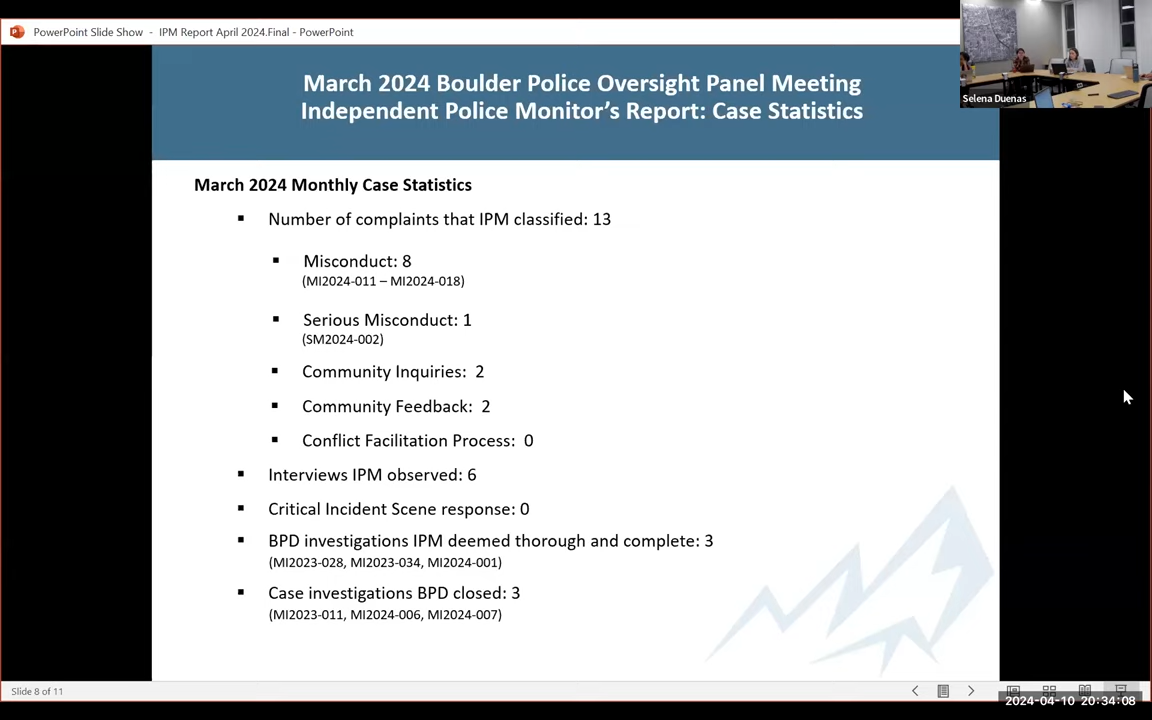 PowerPoint Slide Show - IPM Report April 2024.Final - PowerPoint
Selena Duenas
March 2024 Boulder Police Oversight Panel Meeting
Independent Police Monitor's Report: Case Statistics
March 2024 Monthly Case Statistics
Number of complaints that IPM classified: 13
Misconduct: 8
(MI2024-011 – MI2024-018)
Serious Misconduct: 1
(SM2024-002)
Community Inquiries: 2
Community Feedback: 2
Conflict Facilitation Process: 0
Interviews IPM observed: 6
Critical Incident Scene response: 0
BPD investigations IPM deemed thorough and complete: 3
(MI2023-028, MI2023-034, MI2024-001)
Case investigations BPD closed: 3
(MI2023-011, MI2024-006, MI2024-007)
Slide 8 of 11
2024-04-10 20:34:08